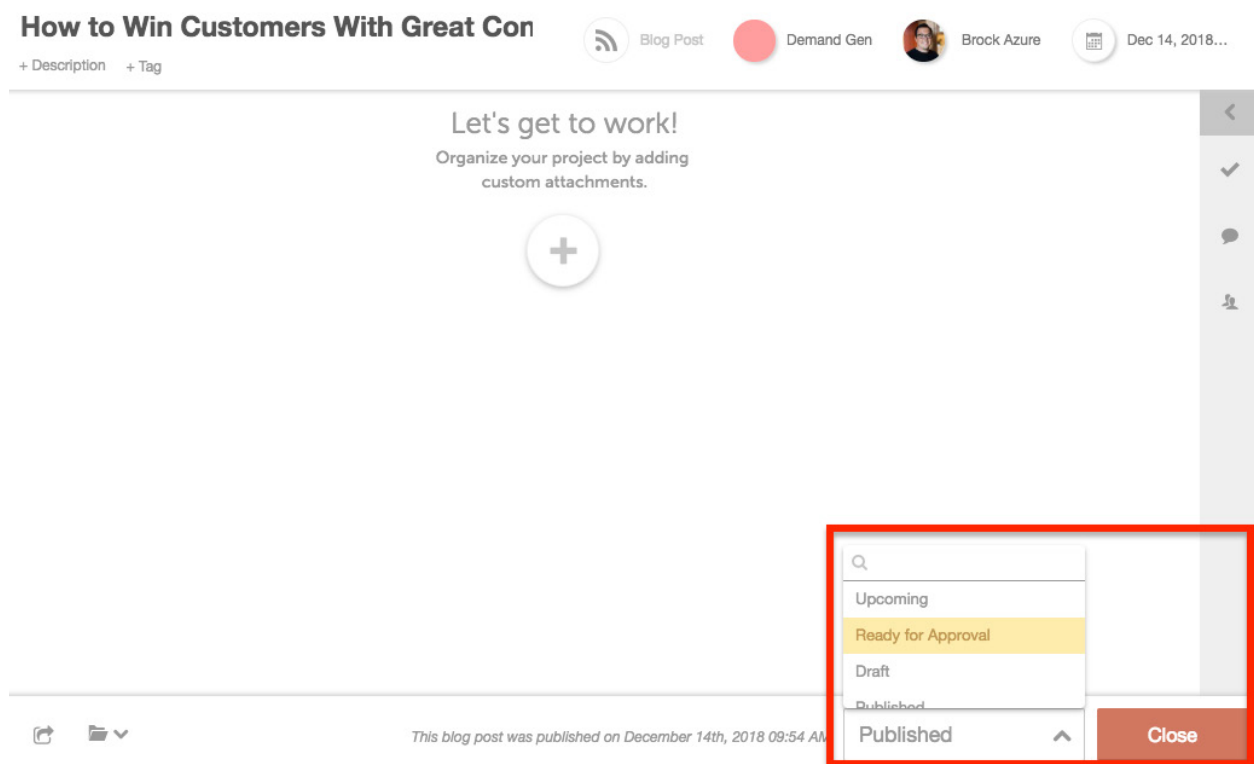 How to Win Customers With Great Con
Blog Post
Demand Gen
Brock Azure
Dec 14, 2018...
+ Description + Tag
Let's get to work!
Organize your project by adding
custom attachments.
Upcoming
Ready for Approval
Draft
Published
This blog post was published on December 14th, 2018 09:54 AM
Published
Close